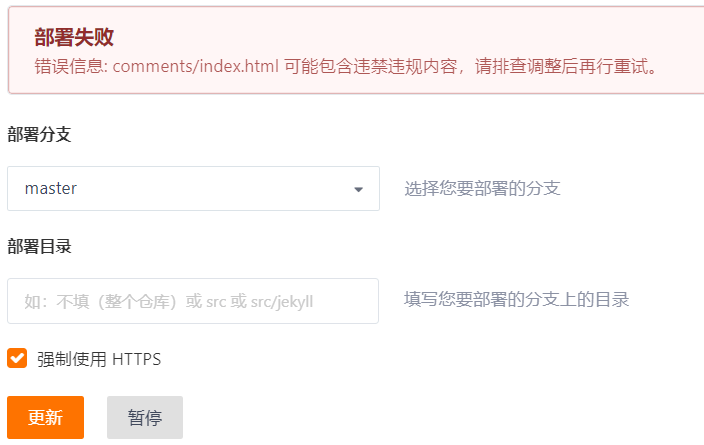 部署失败
错误信息: comments/index.html 可能包含违禁违规内容，请排查调整后再行重试。
部署分支
master 选择您要部署的分支
部署目录
如：不填（整个仓库）或 src 或 src/jekyll 填写您要部署的分支上的目录
强制使用 HTTPS
更新 暂停